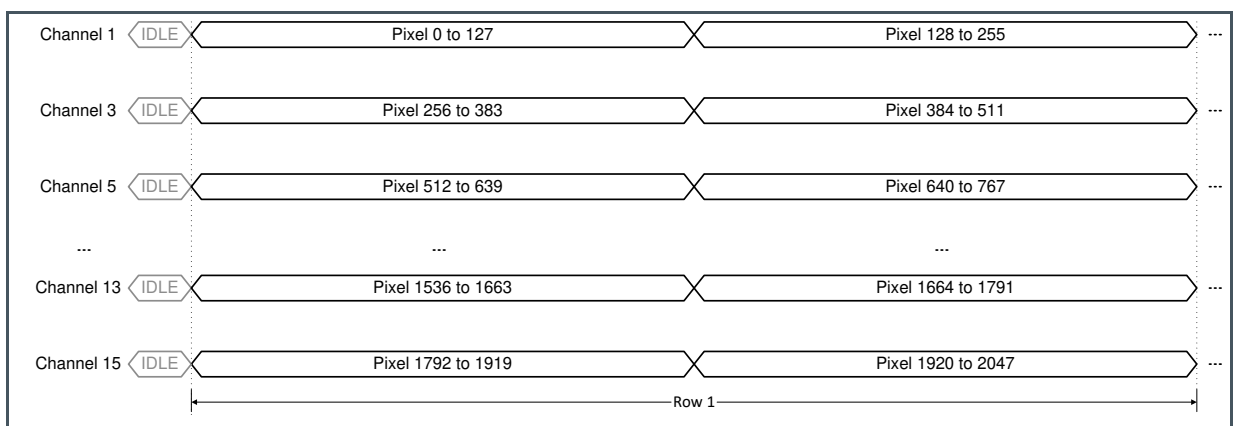 Channel 1 IDLE Pixel 0 to 127 Pixel 128 to 255 ---
Channel 3 IDLE Pixel 256 to 383 Pixel 384 to 511 ---
Channel 5 IDLE Pixel 512 to 639 Pixel 640 to 767 ---
--- --- ---
Channel 13 IDLE Pixel 1536 to 1663 Pixel 1664 to 1791 ---
Channel 15 IDLE Pixel 1792 to 1919 Pixel 1920 to 2047 ---
Row 1